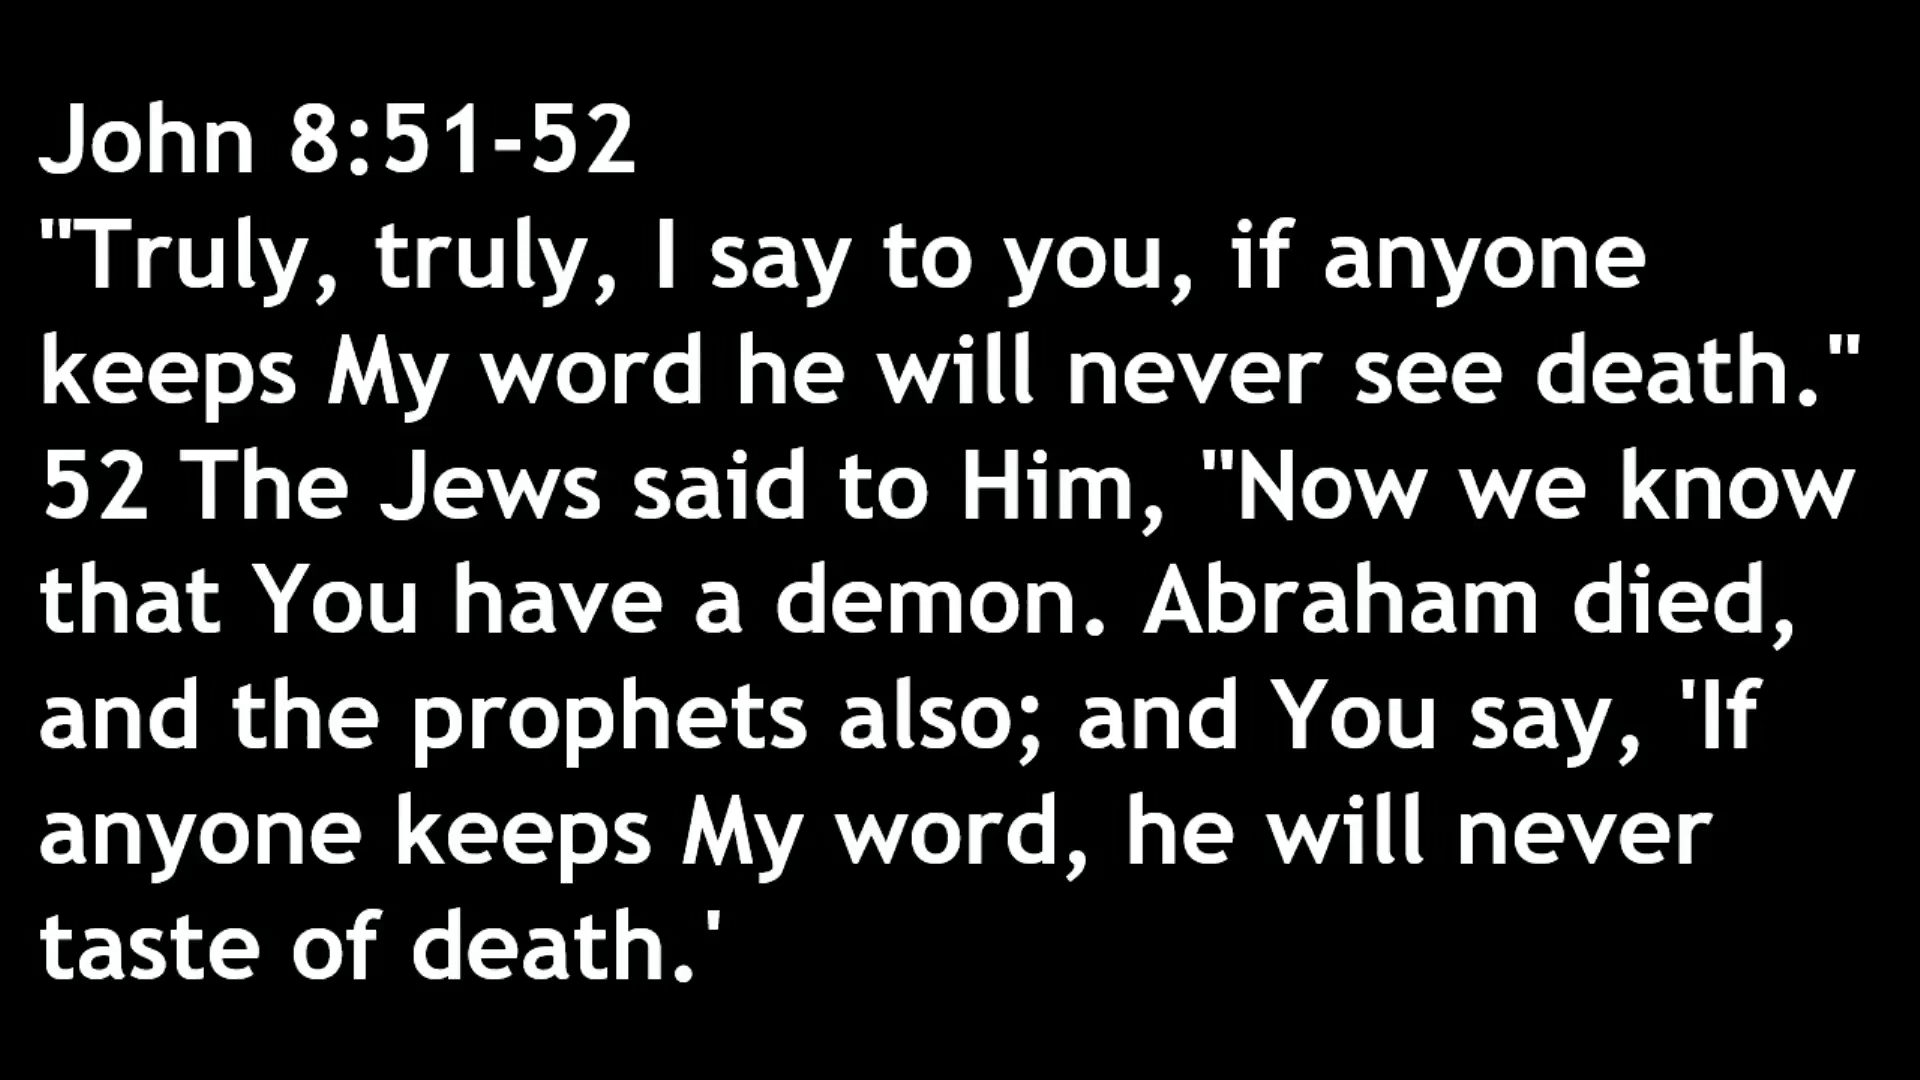 John 8:51-52
"Truly, truly, I say to you, if anyone
keeps My word he will never see death."
52 The Jews said to Him, "Now we know
that You have a demon. Abraham died,
and the prophets also; and You say, 'If
anyone keeps My word, he will never
taste of death.'